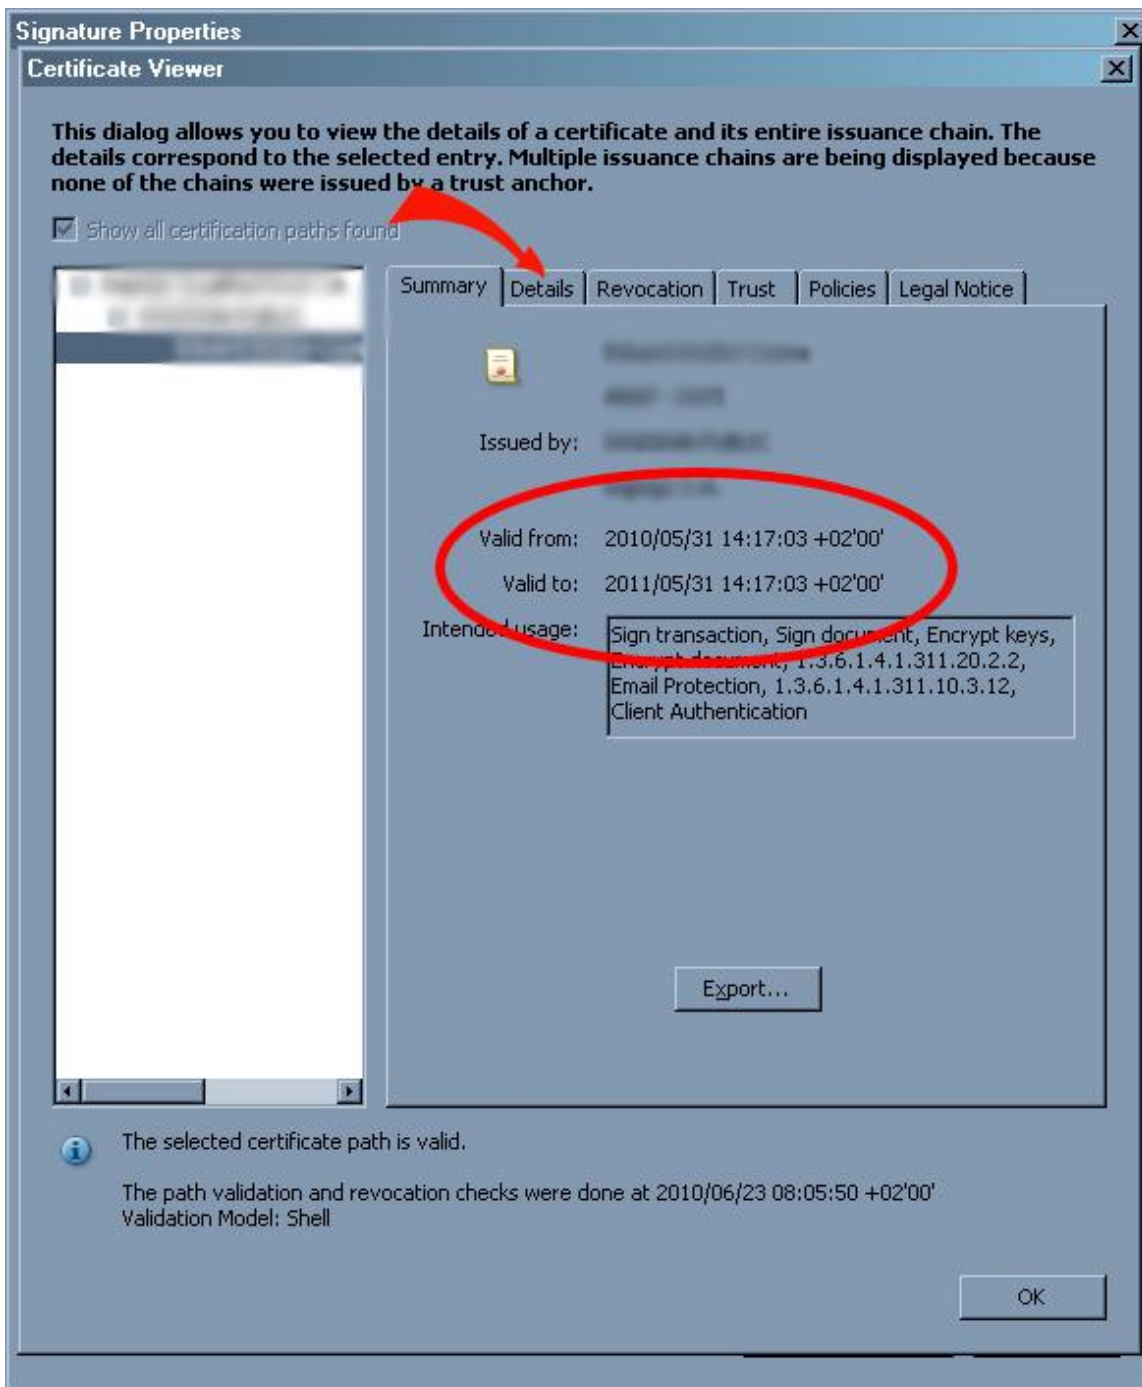 Signature Properties
Certificate Viewer
This dialog allows you to view the details of a certificate and its entire issuance chain. The
details correspond to the selected entry. Multiple issuance chains are being displayed because
none of the chains were issued by a trust anchor.
Show all certification paths found
Summary Details Revocation Trust Policies Legal Notice
Issued by:
Valid from: 2010/05/31 14:17:03 +02'00'
Valid to: 2011/05/31 14:17:03 +02'00'
Intended usage: Sign transaction, Sign document, Encrypt keys,
Encrypt document, 1.3.6.1.4.1.311.20.2.2,
Email Protection, 1.3.6.1.4.1.311.10.3.12,
Client Authentication
Export...
The selected certificate path is valid.
The path validation and revocation checks were done at 2010/06/23 08:05:50 +02'00'
Validation Model: Shell
OK